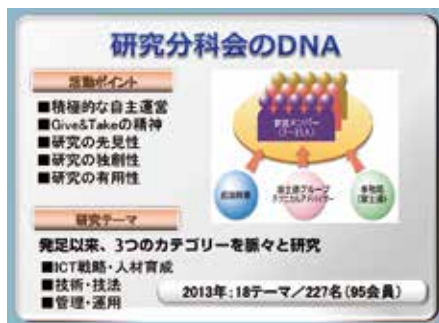 研究分科会のDNA
活動ポイント
■積極的な自主運営
■Give&Takeの精神
■研究の先見性
■研究の独創性
■研究の有用性
研究テーマ
発足以来、3つのカテゴリーを脈々と研究
■ICT戦略・人材育成
■技術・技法
■管理・運用
2013年：18テーマ／227名（95会員）